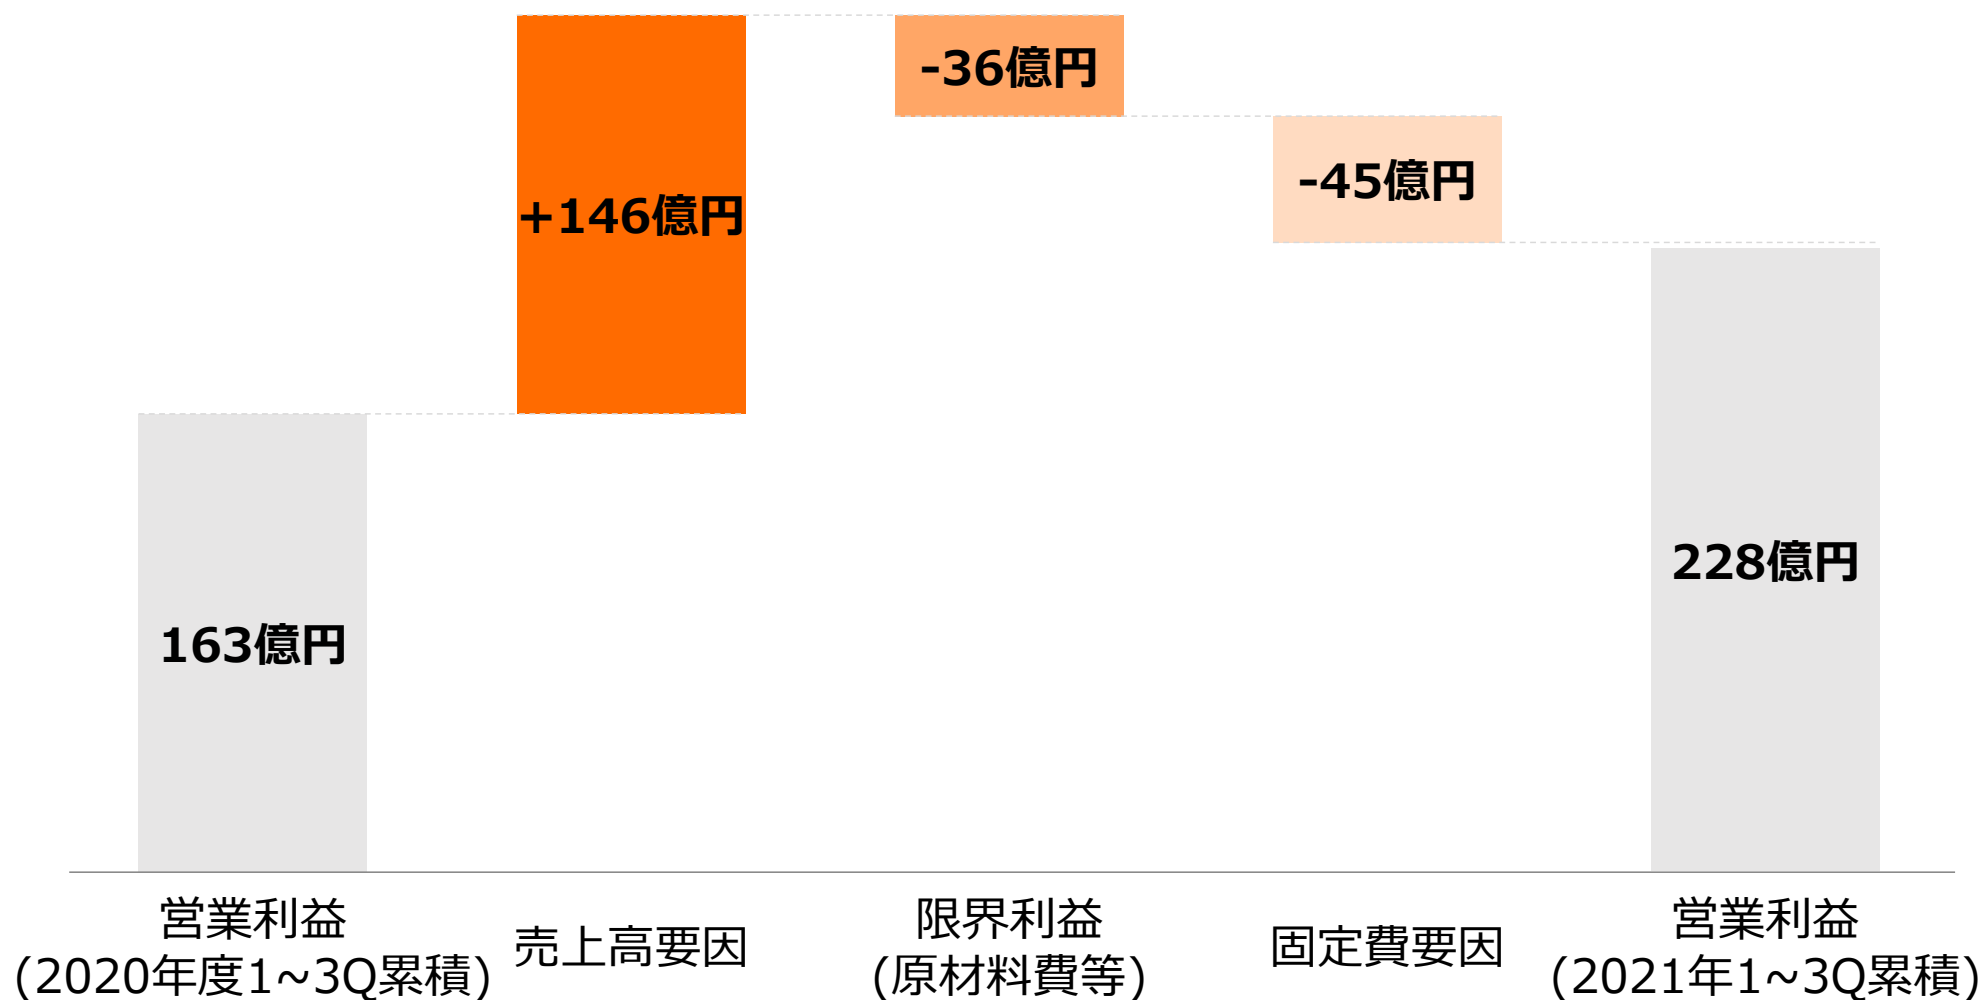 -36億円
-45億円
+146億円
228億円
163億円
営業利益
(2020年度1~3Q累積)
売上高要因
限界利益
(原材料費等)
固定費要因
営業利益
(2021年1~3Q累積)